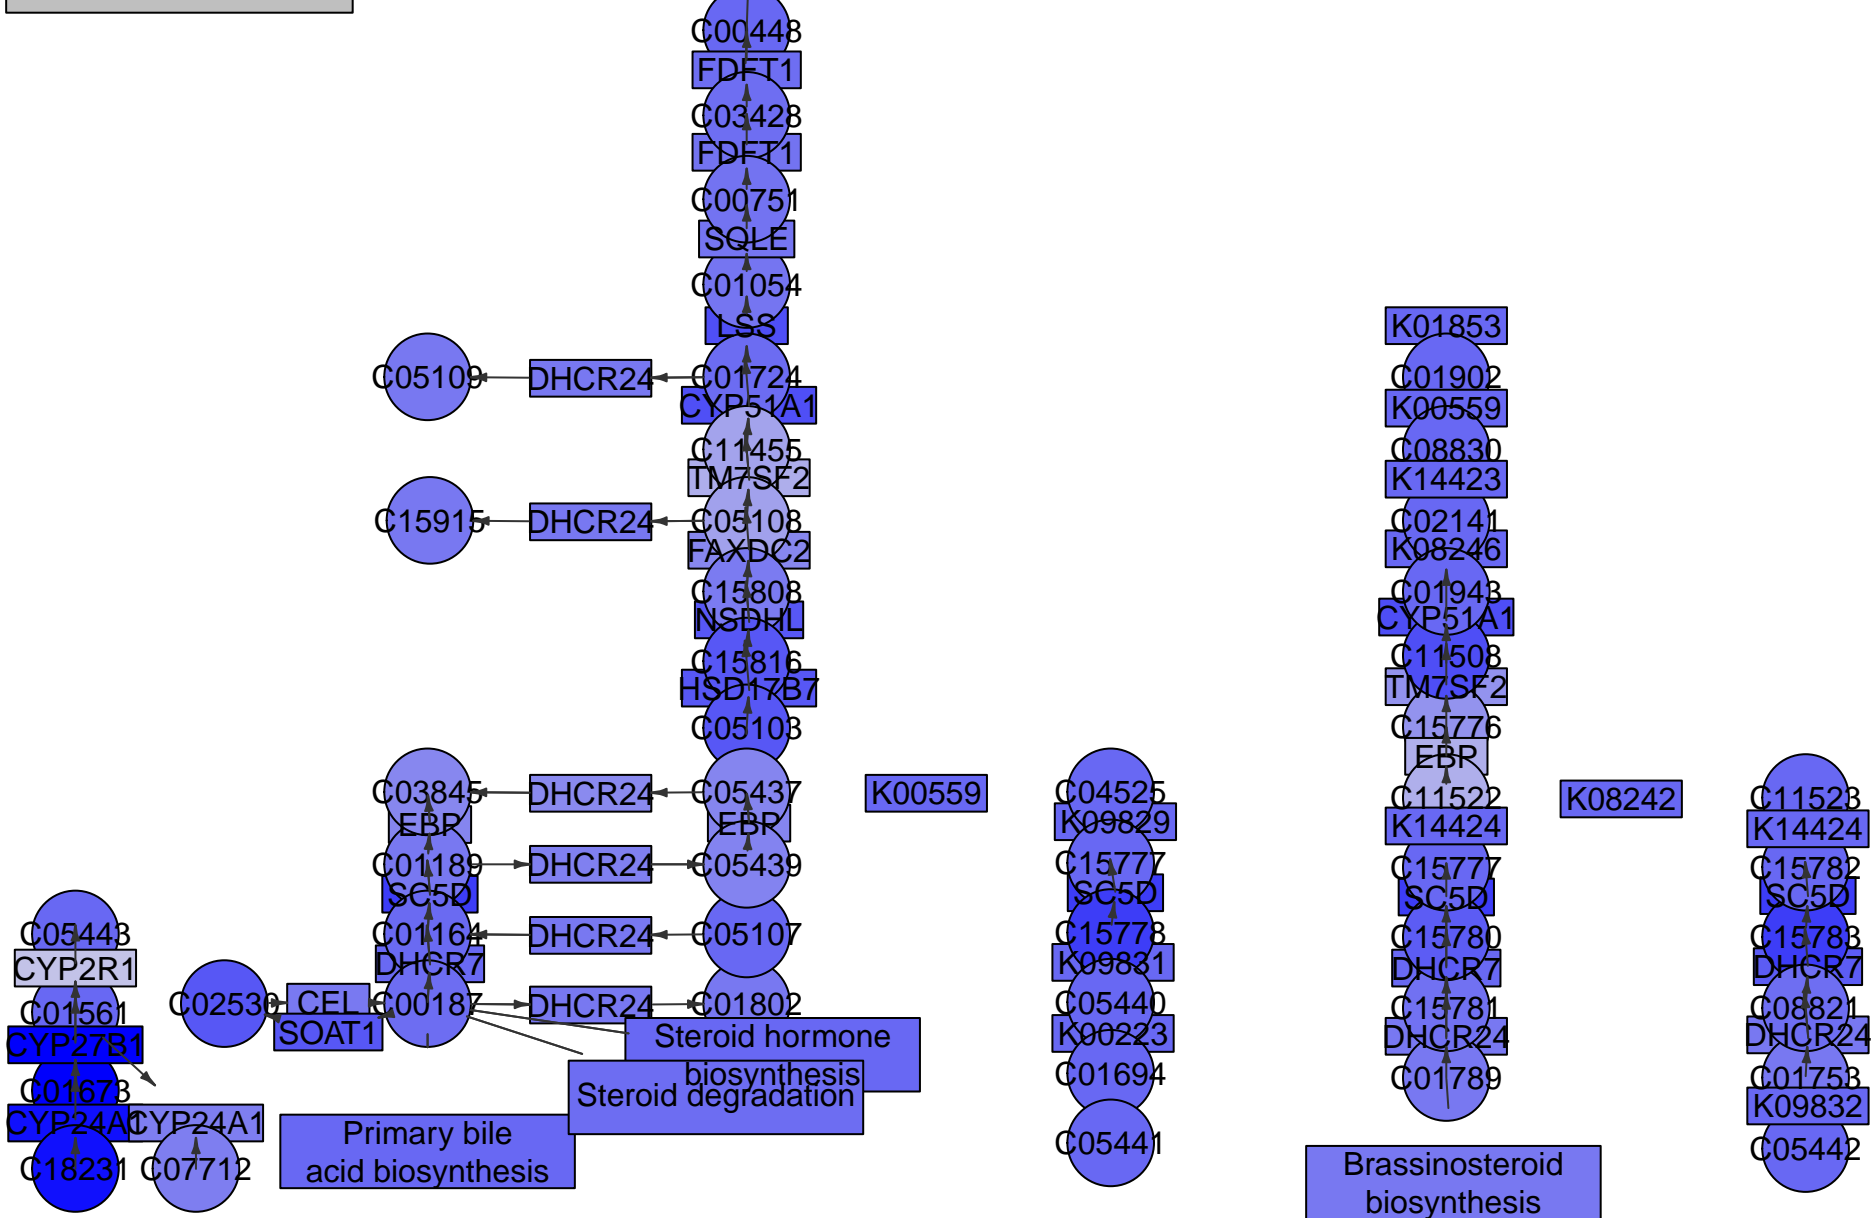 C00448
FDFT1
C03428
FDFT1
C00751
SQLE
C01054
LSS
C05109
DHCR24
C01724
CYP51A1
C11455
TM7SF2
C15915
DHCR24
C05108
FAXDC2
C15808
NSDHL
C15816
HSD17B7
C05103
C03845
DHCR24
C05437
EBP
EBP
C01189
DHCR24
C05439
SC5D
C01164
DHCR24
C05107
DHCR7
C02530
CEL
SOAT1
C00187
DHCR24
C01802
Steroid hormone
biosynthesis
Steroid degradation
Primary bile
acid biosynthesis
C05443
CYP2R1
C01561
CYP27B1
C01673
CYP24A1
CYP24A1
C18231
C07712
K00559
C04525
K09829
C15777
SC5D
C15778
K09831
C05440
K00223
C01694
C05441
K01853
C01902
K00559
C08830
K14423
C02141
K08246
C01943
CYP51A1
C11508
TM7SF2
C15776
EBP
C11522
K14424
C15777
SC5D
C15780
DHCR7
C15781
DHCR24
C01789
Brassinosteroid
biosynthesis
K08242
C11523
K14424
C15782
SC5D
C15783
DHCR7
C08821
DHCR24
C01753
K09832
C05442